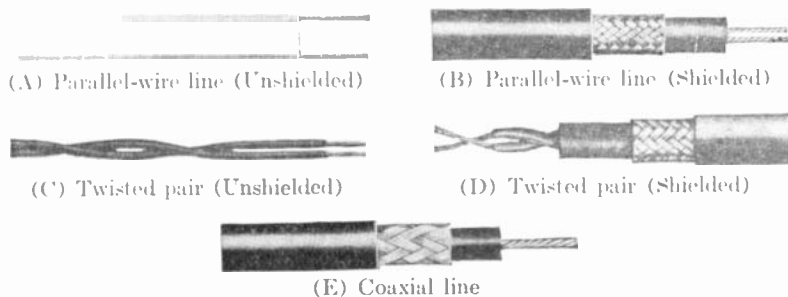 (A) Parallel-wire line (Unshielded)
(B) Parallel-wire line (Shielded)
(C) Twisted pair (Unshielded)
(D) Twisted pair (Shielded)
(E) Coaxial line